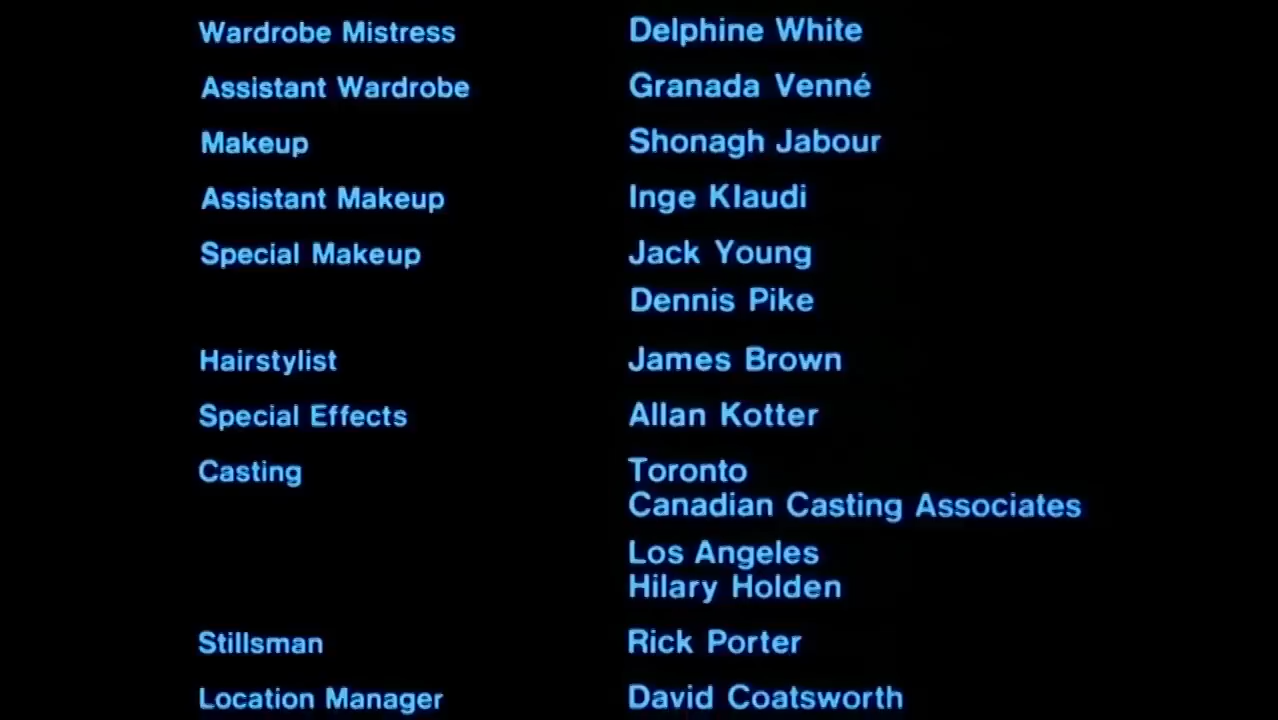 Wardrobe Mistress Delphine White
Assistant Wardrobe Granada Venné
Makeup Shonagh Jabour
Assistant Makeup Inge Klaudi
Special Makeup Jack Young
Dennis Pike
Hairstylist James Brown
Special Effects Allan Kotter
Casting Toronto
Canadian Casting Associates
Los Angeles
Hilary Holden
Stillsman Rick Porter
Location Manager David Coatsworth